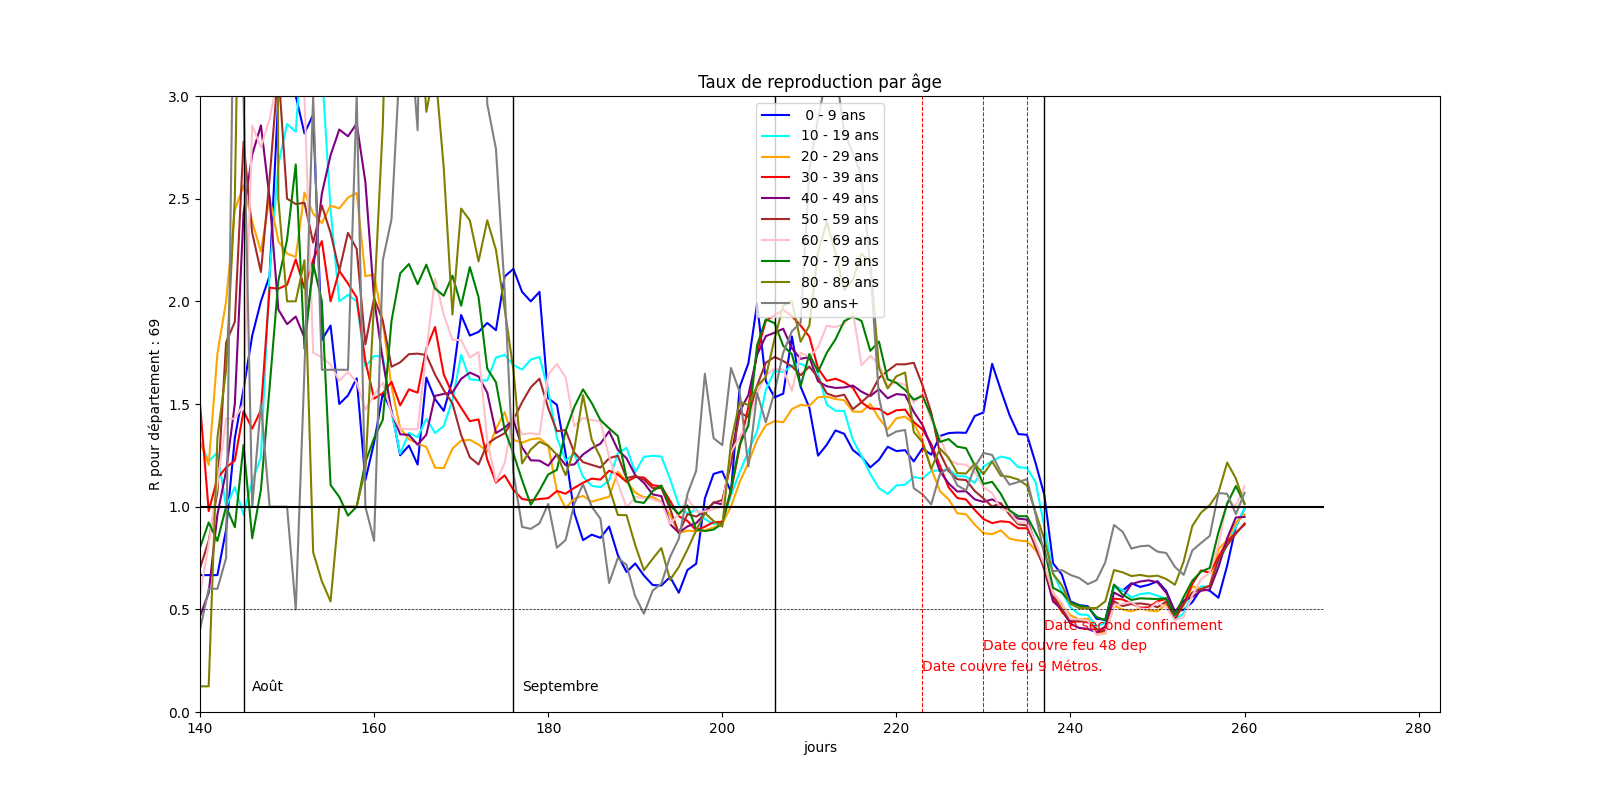 Taux de reproduction par âge
R pour département : 69
3.0
2.5
2.0
1.5
1.0
0.5
0.0
0 - 9 ans
10 - 19 ans
20 - 29 ans
30 - 39 ans
40 - 49 ans
50 - 59 ans
60 - 69 ans
70 - 79 ans
80 - 89 ans
90 ans+
Date second confinement
Date couvre feu 48 dep
Date couvre feu 9 Métros.
Août
Septembre
140 160 180 200 220 240 260 280
jours